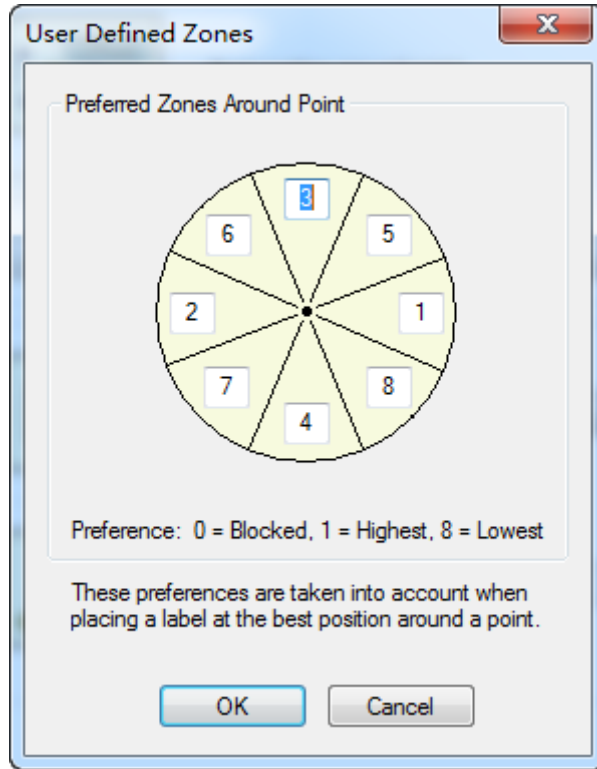 User Defined Zones
Preferred Zones Around Point
3
6
5
2
1
7
8
4
Preference: 0 = Blocked, 1 = Highest, 8 = Lowest
These preferences are taken into account when
placing a label at the best position around a point.
OK
Cancel